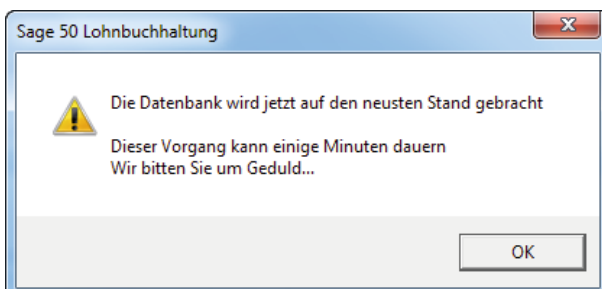 Sage 50 Lohnbuchhaltung
Die Datenbank wird jetzt auf den neusten Stand gebracht
Dieser Vorgang kann einige Minuten dauern
Wir bitten Sie um Geduld...
OK